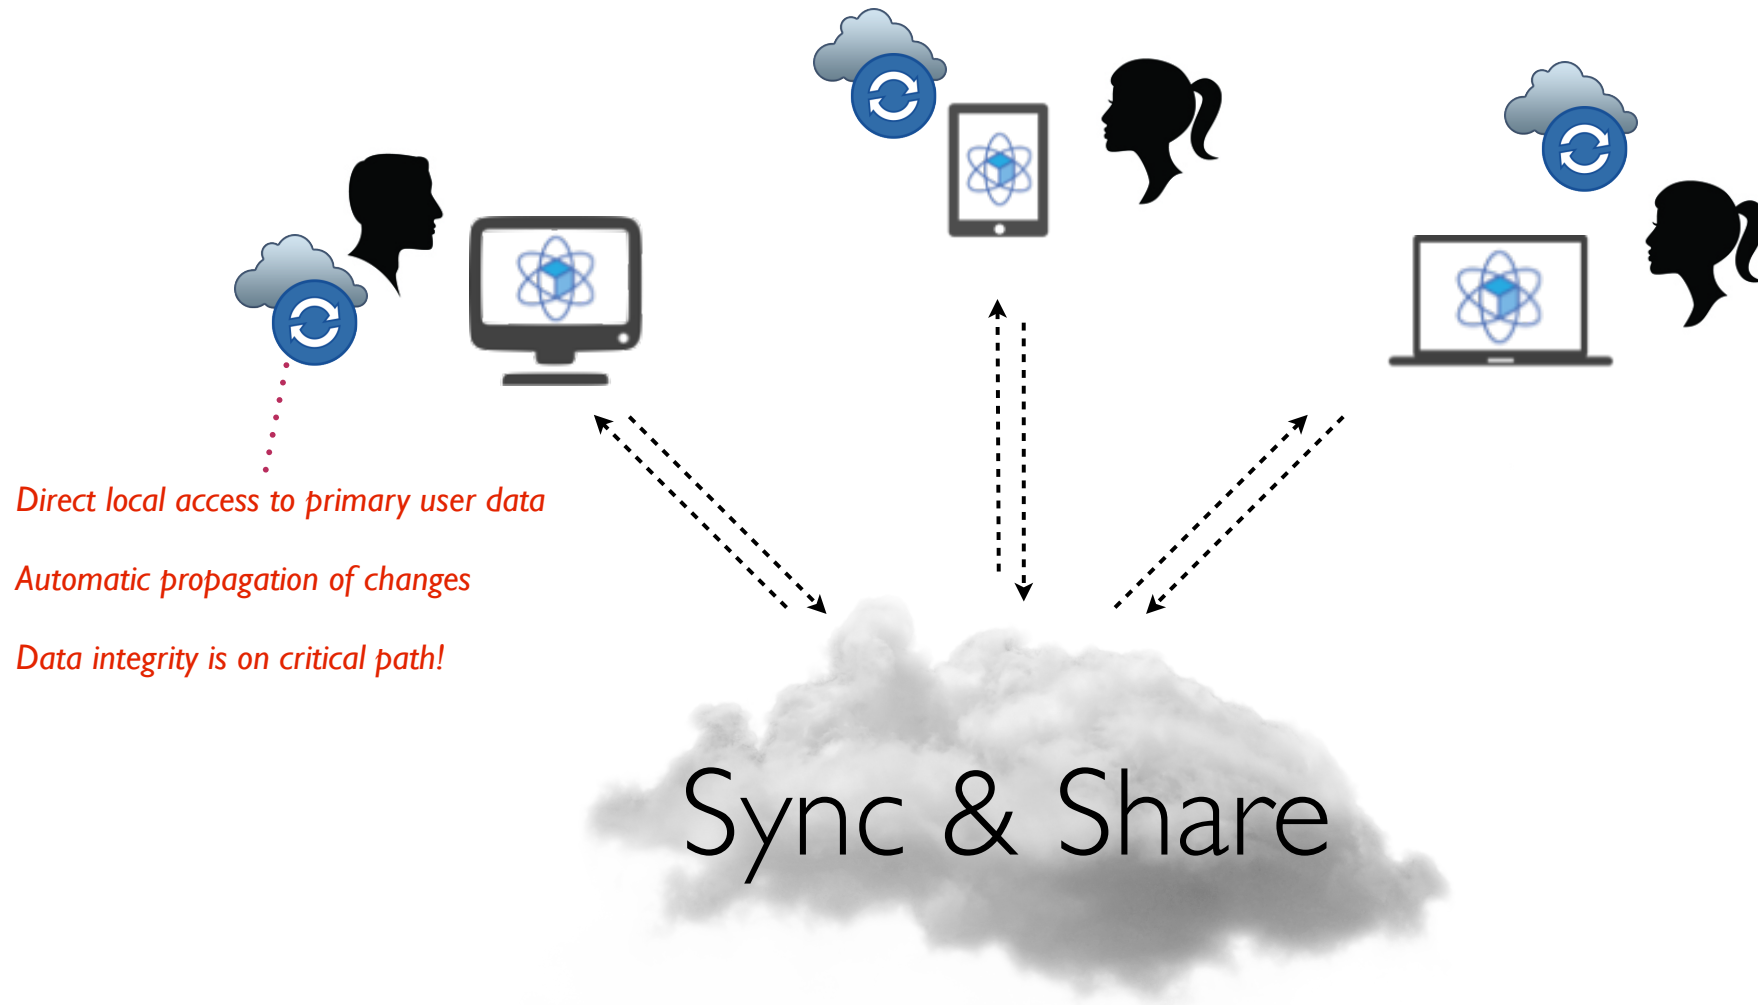 Direct local access to primary user data
Automatic propagation of changes
Data integrity is on critical path!
Sync & Share